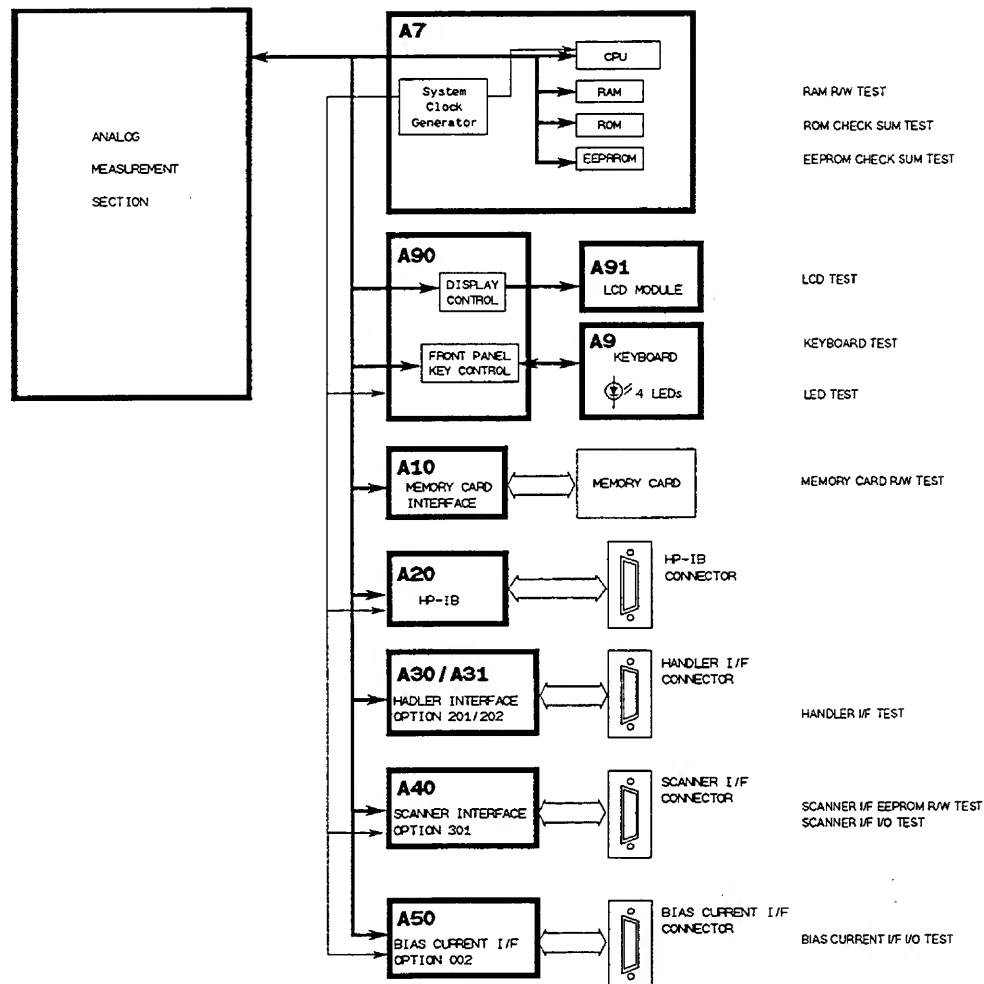 A7
CPU
System
Clock
Generator
RAM
RAM R/W TEST
ROM
ROM CHECK SUM TEST
EEPAROM
EEPROM CHECK SUM TEST
ANALOG
MEASUREMENT
SECTION
A90
DISPLAY
CONTROL
A91
LCD MODULE
LCD TEST
FRONT PANEL
KEY CONTROL
A9
KEYBOARD
4 LEDs
KEYBOARD TEST
LED TEST
A10
MEMORY CARD
INTERFACE
MEMORY CARD
MEMORY CARD R/W TEST
A20
HP-IB
HP-IB
CONNECTOR
A30/A31
HADLER INTERFACE
OPTION 201/202
HANDLER I/F
CONNECTOR
HANDLER I/F TEST
A40
SCANNER INTERFACE
OPTION 301
SCANNER I/F
CONNECTOR
SCANNER I/F EEPROM R/W TEST
SCANNER I/F I/O TEST
A50
BIAS CURRENT I/F
OPTION 002
BIAS CURRENT I/F
CONNECTOR
BIAS CURRENT I/F I/O TEST